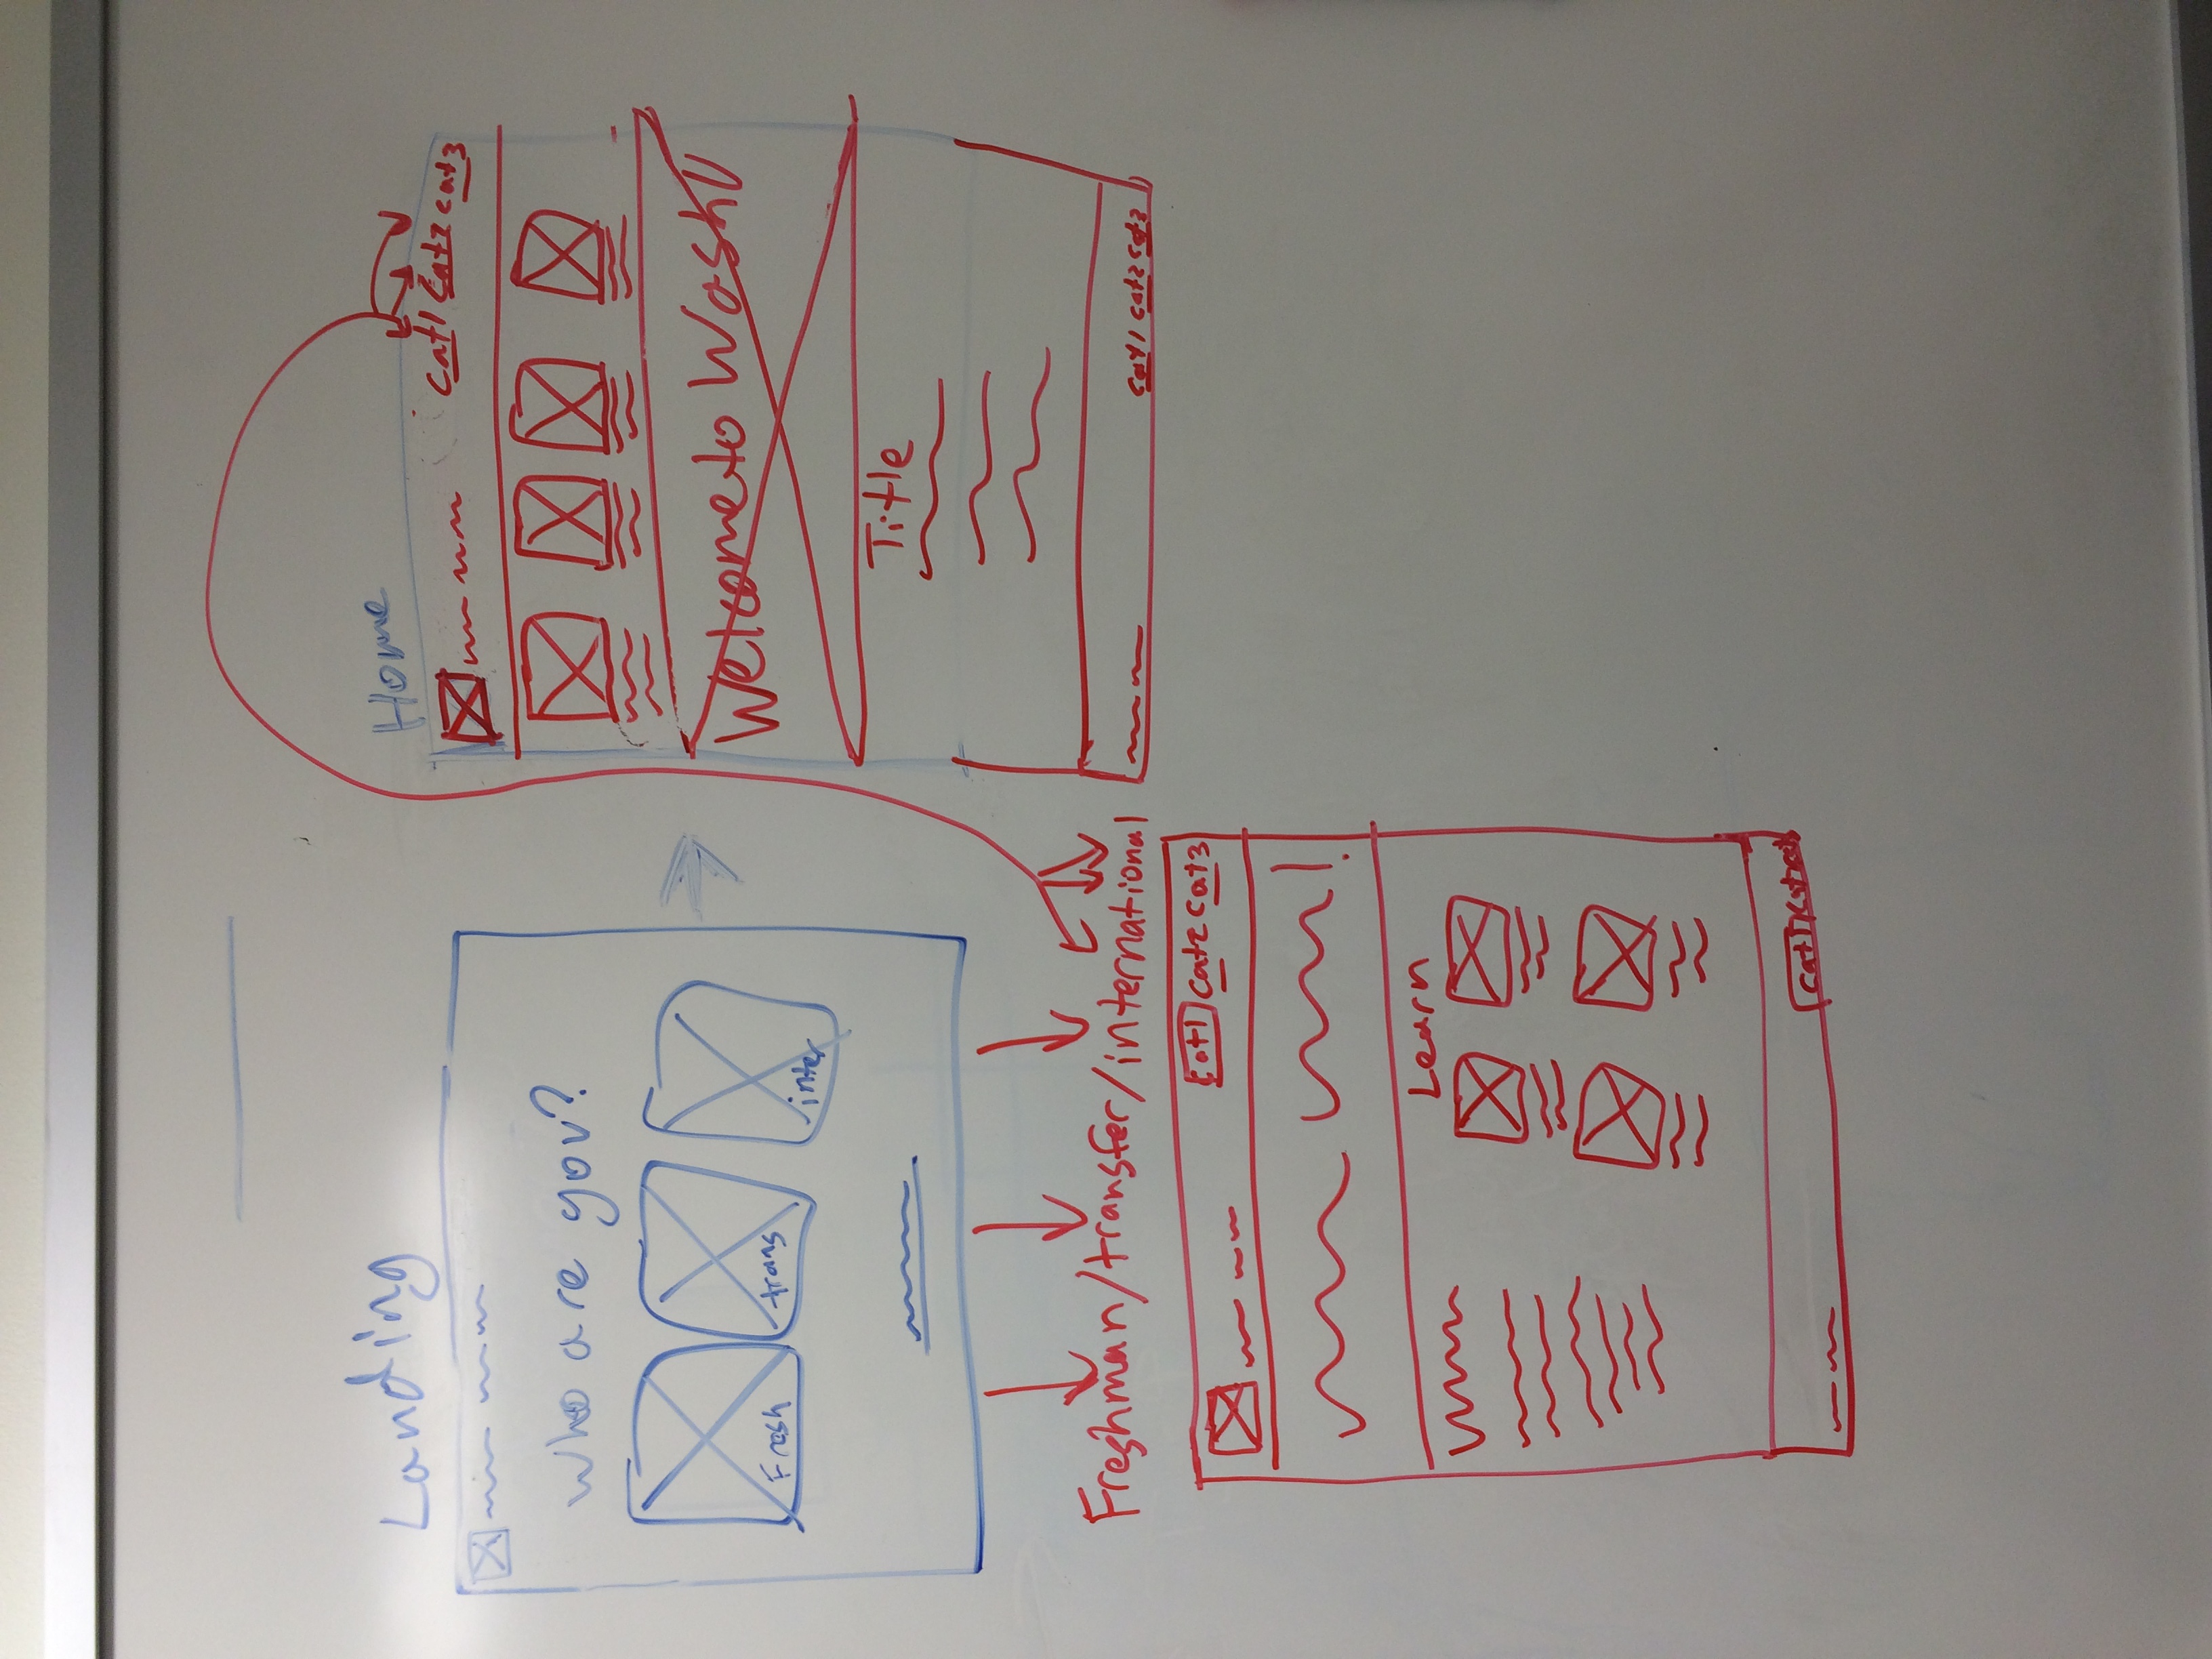 Landing
who are you?
Fresh
trans
inter
Home
cat1 cat2 cat3
Welcome to WashU
Title
cat1 cat2 cat3
Freshman/transfer/international
cat1 cat2 cat3
Learn
cat1 cat2 cat3